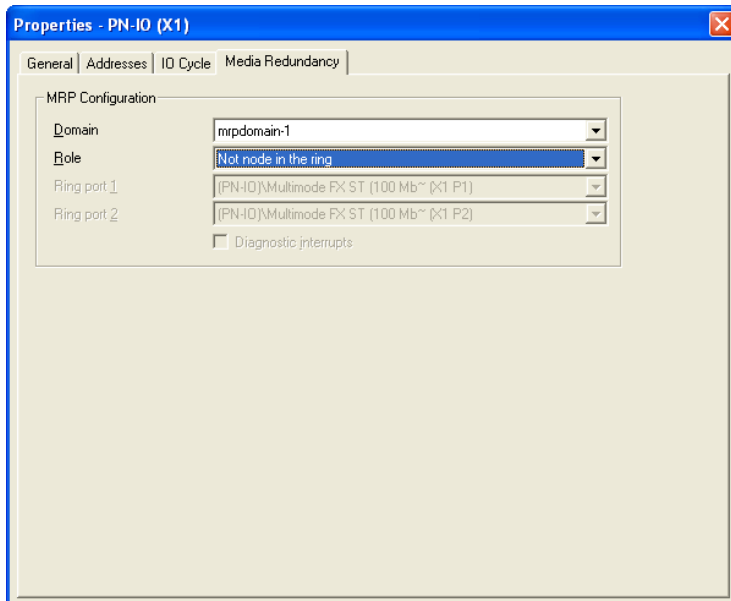 Properties - PN-IO (X1)
General Addresses IO Cycle Media Redundancy
MRP Configuration
Domain mrpdomain-1
Role Not node in the ring
Ring port 1 (PN-IO)\Multimode FX ST (100 Mb~ (X1 P1)
Ring port 2 (PN-IO)\Multimode FX ST (100 Mb~ (X1 P2)
Diagnostic interrupts